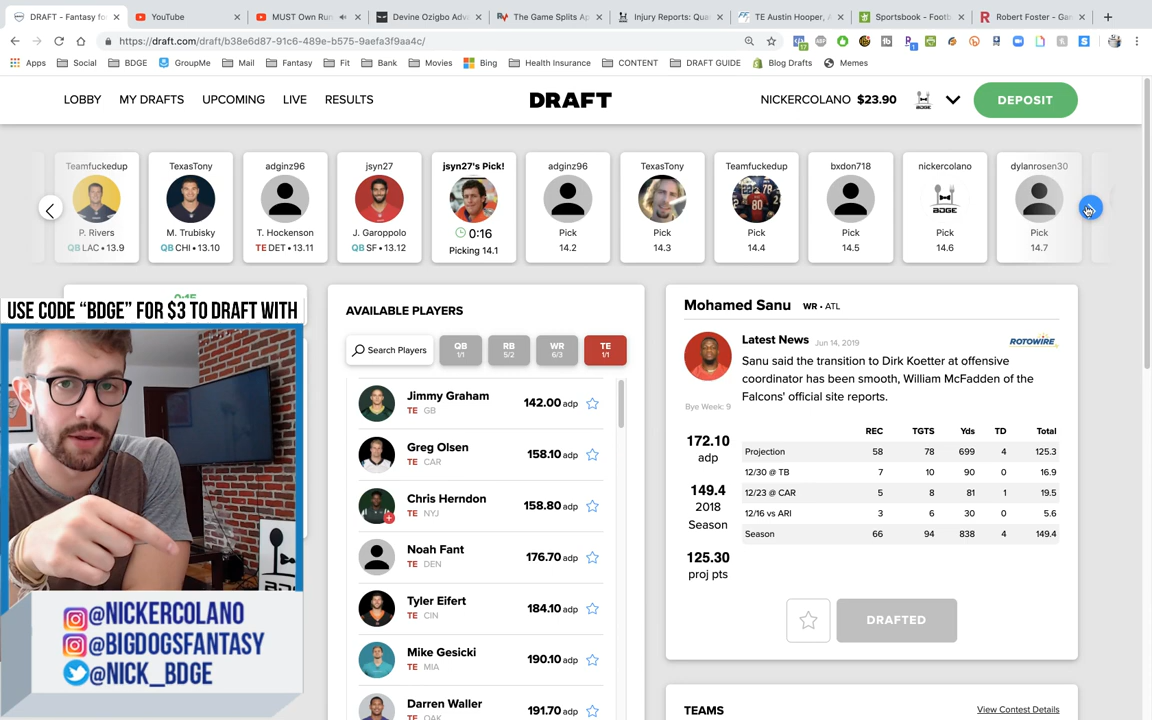 DRAFT - Fantasy fo
YouTube
MUST Own Run
Devine Ozigbo Adv
The Game Splits Ap
Injury Reports: Qua
TE Austin Hooper, A
Sportsbook - Footb
Robert Foster - Gam
https://draft.com/draft/b38e6d87-91c6-489e-b575-9aefa3f9aa4c/
Apps Social BDGE GroupMe Mail Fantasy Fit Bank Movies Bing Health Insurance CONTENT DRAFT GUIDE Blog Drafts Memes
LOBBY MY DRAFTS UPCOMING LIVE RESULTS DRAFT NICKERCOLANO $23.90 BDGE DEPOSIT
Teamfuckedup TexasTony adginz96 jsyn27 jsyn27's Pick! adginz96 TexasTony Teamfuckedup bxdon718 nickercolano dylanrosen30
P. Rivers M. Trubisky T. Hockenson J. Garoppolo 0:16 Pick Pick Pick Pick Pick Pick
QB LAC • 13.9 QB CHI • 13.10 TE DET • 13.11 QB SF • 13.12 Picking 14.1 14.2 14.3 14.4 14.5 14.6 14.7
USE CODE "BDGE" FOR $3 TO DRAFT WITH
@NICKERCOLANO
@BIGDOGSFANTASY
@NICK_BDGE
AVAILABLE PLAYERS
Search Players
QB
1/1
RB
5/2
WR
6/3
TE
1/1
Jimmy Graham 142.00 adp
TE GB
Greg Olsen 158.10 adp
TE CAR
Chris Herndon 158.80 adp
TE NYJ
Noah Fant 176.70 adp
TE DEN
Tyler Eifert 184.10 adp
TE CIN
Mike Gesicki 190.10 adp
TE MIA
Darren Waller 191.70 adp
TE OAK
Mohamed Sanu WR • ATL
Latest News Jun 14, 2019 ROTOWIRE
Sanu said the transition to Dirk Koetter at offensive
coordinator has been smooth, William McFadden of the
Falcons' official site reports.
Bye Week: 9
172.10
adp
149.4
2018
Season
125.30
proj pts
REC TGTS Yds TD Total
Projection 58 78 699 4 125.3
12/30 @ TB 7 10 90 0 16.9
12/23 @ CAR 5 8 81 1 19.5
12/16 vs ARI 3 6 30 0 5.6
Season 66 94 838 4 149.4
DRAFTED
TEAMS View Contest Details